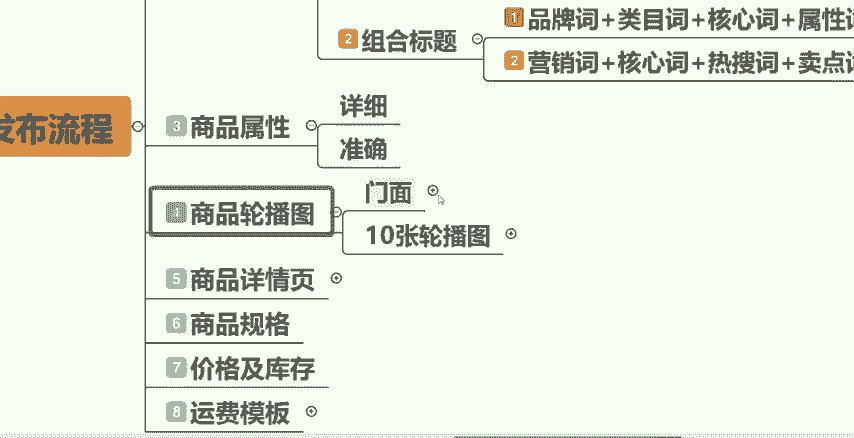 1 品牌词+类目词+核心词+属性词
2 组合标题
2 营销词+核心词+热搜词+卖点词
发布流程
详细
3 商品属性
准确
门面
商品轮播图
10张轮播图
5 商品详情页
6 商品规格
7 价格及库存
8 运费模板